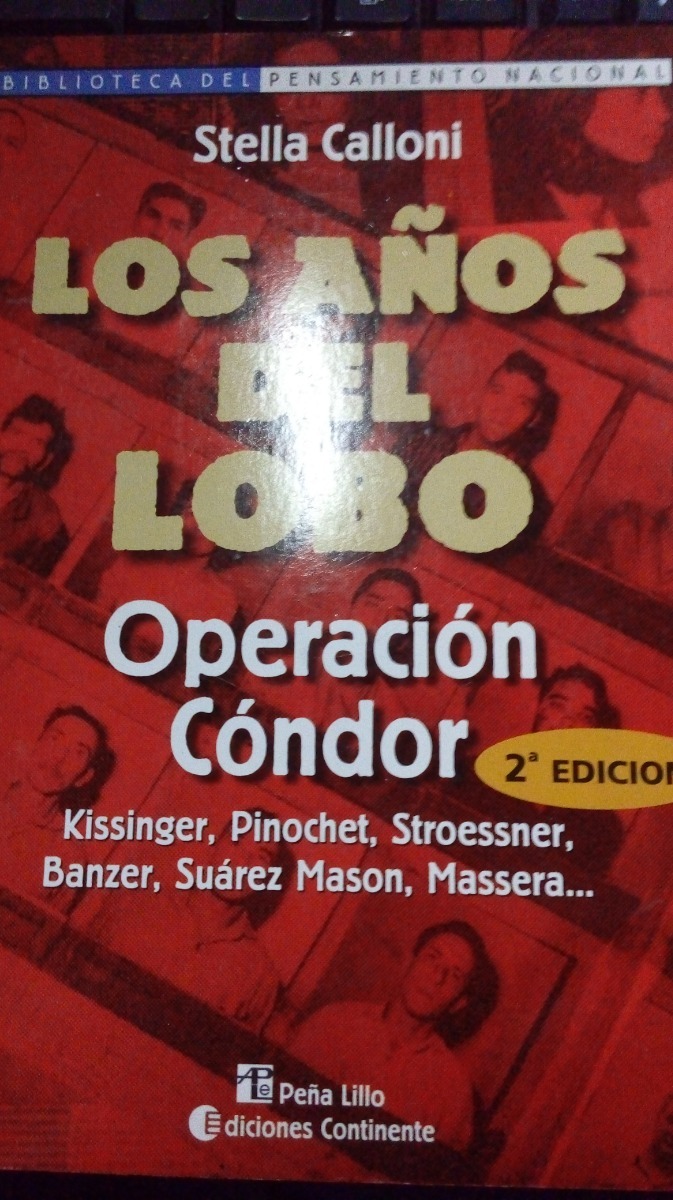 BIBLIOTECA DEL PENSAMIENTO NACIONAL
Stella Calloni
LOS AÑOS
DEL
LOBO
Operación
Cóndor
2ª EDICION
Kissinger, Pinochet, Stroessner,
Banzer, Suárez Mason, Massera...
APe Peña Lillo
Ediciones Continente